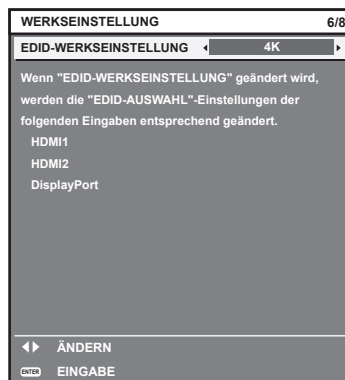 WERKSEINSTELLUNG 6/8
EDID-WERKSEINSTELLUNG 4K
Wenn "EDID-WERKSEINSTELLUNG" geändert wird,
werden die "EDID-AUSWAHL"-Einstellungen der
folgenden Eingaben entsprechend geändert.
HDMI1
HDMI2
DisplayPort
ÄNDERN
ENTER EINGABE